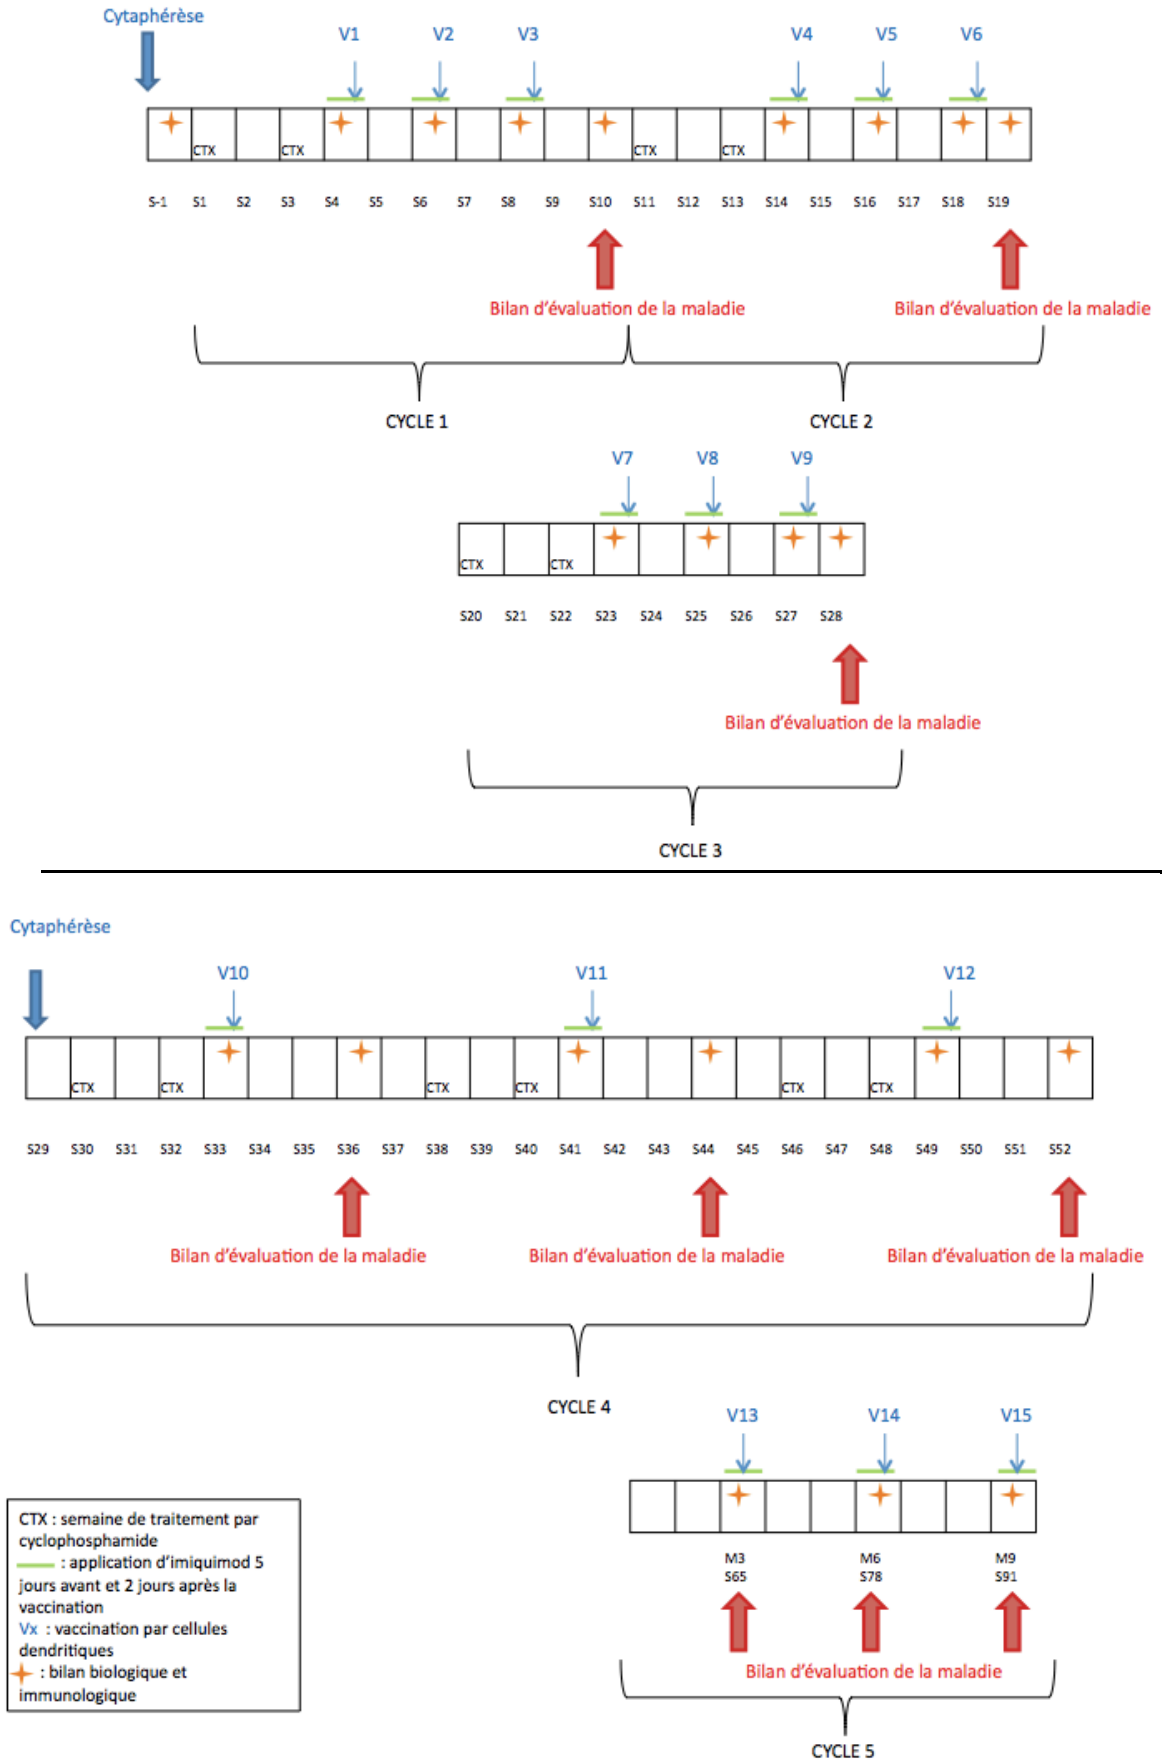 Cytaphérèse
V1 V2 V3 V4 V5 V6
CTX CTX CTX CTX
S-1 S1 S2 S3 S4 S5 S6 S7 S8 S9 S10 S11 S12 S13 S14 S15 S16 S17 S18 S19
Bilan d'évaluation de la maladie Bilan d'évaluation de la maladie
CYCLE 1 CYCLE 2
V7 V8 V9
CTX CTX
S20 S21 S22 S23 S24 S25 S26 S27 S28
Bilan d'évaluation de la maladie
CYCLE 3
Cytaphérèse
V10 V11 V12
CTX CTX CTX CTX CTX CTX
S29 S30 S31 S32 S33 S34 S35 S36 S37 S38 S39 S40 S41 S42 S43 S44 S45 S46 S47 S48 S49 S50 S51 S52
Bilan d'évaluation de la maladie Bilan d'évaluation de la maladie Bilan d'évaluation de la maladie
CYCLE 4
V13 V14 V15
M3 M6 M9
S65 S78 S91
Bilan d'évaluation de la maladie
CYCLE 5
CTX : semaine de traitement par
cyclophosphamide
: application d'imiquimod 5
jours avant et 2 jours après la
vaccination
Vx : vaccination par cellules
dendritiques
: bilan biologique et
immunologique